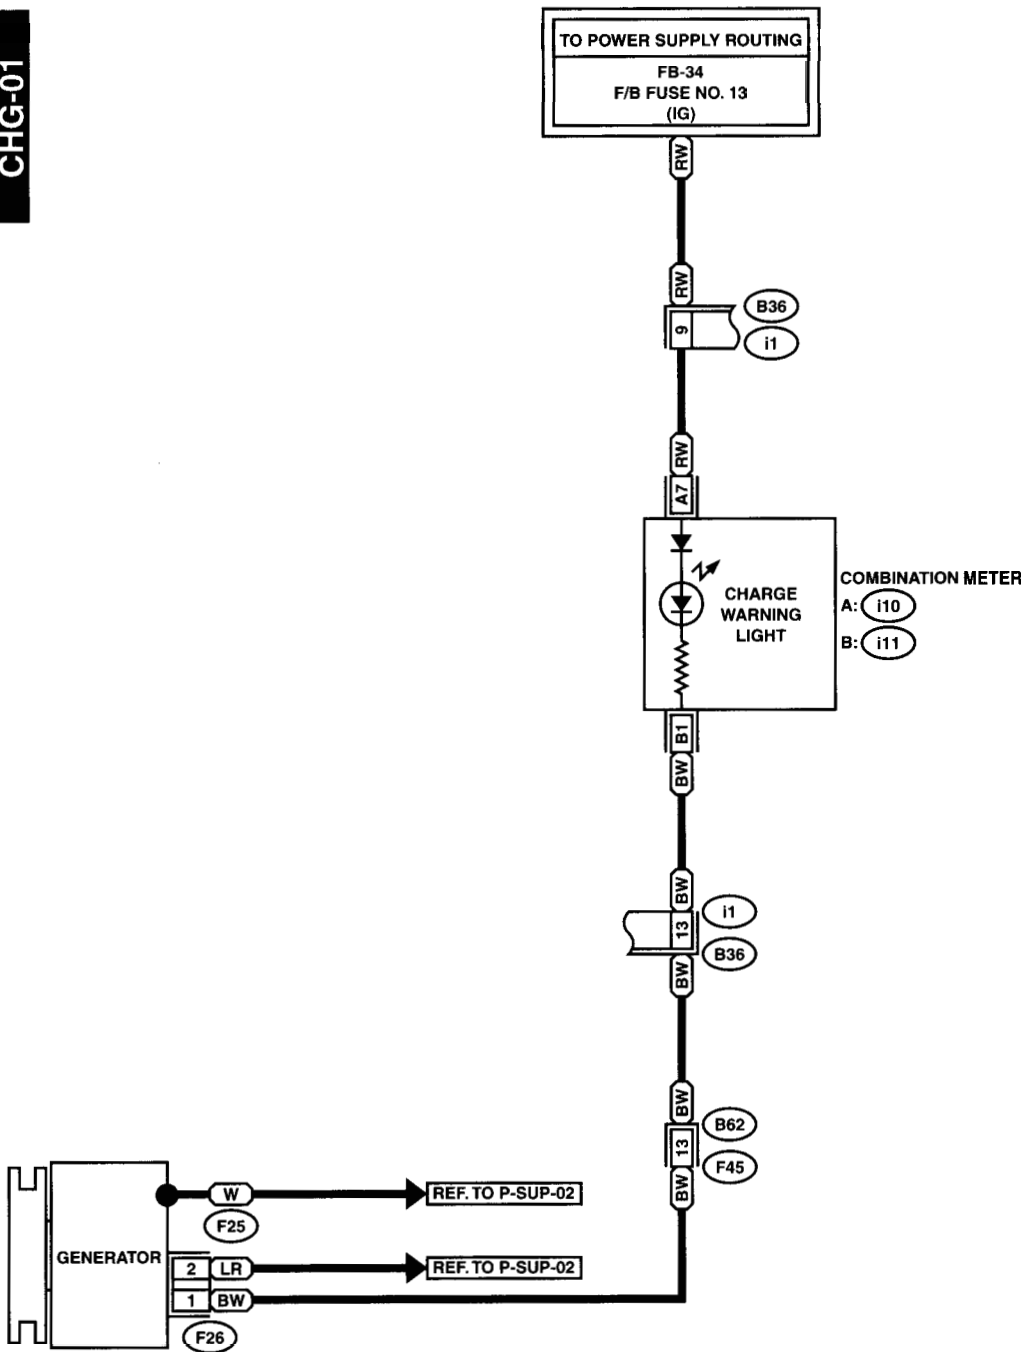 CHG-01
TO POWER SUPPLY ROUTING
FB-34
F/B FUSE NO. 13
(IG)
RW
RW
B36
9
i1
RW
A7
CHARGE
WARNING
LIGHT
COMBINATION METER
A: i10
B: i11
B1
BW
BW
i1
13
B36
BW
BW
B62
13
F45
BW
W
REF. TO P-SUP-02
F25
GENERATOR
2
LR
REF. TO P-SUP-02
1
BW
F26